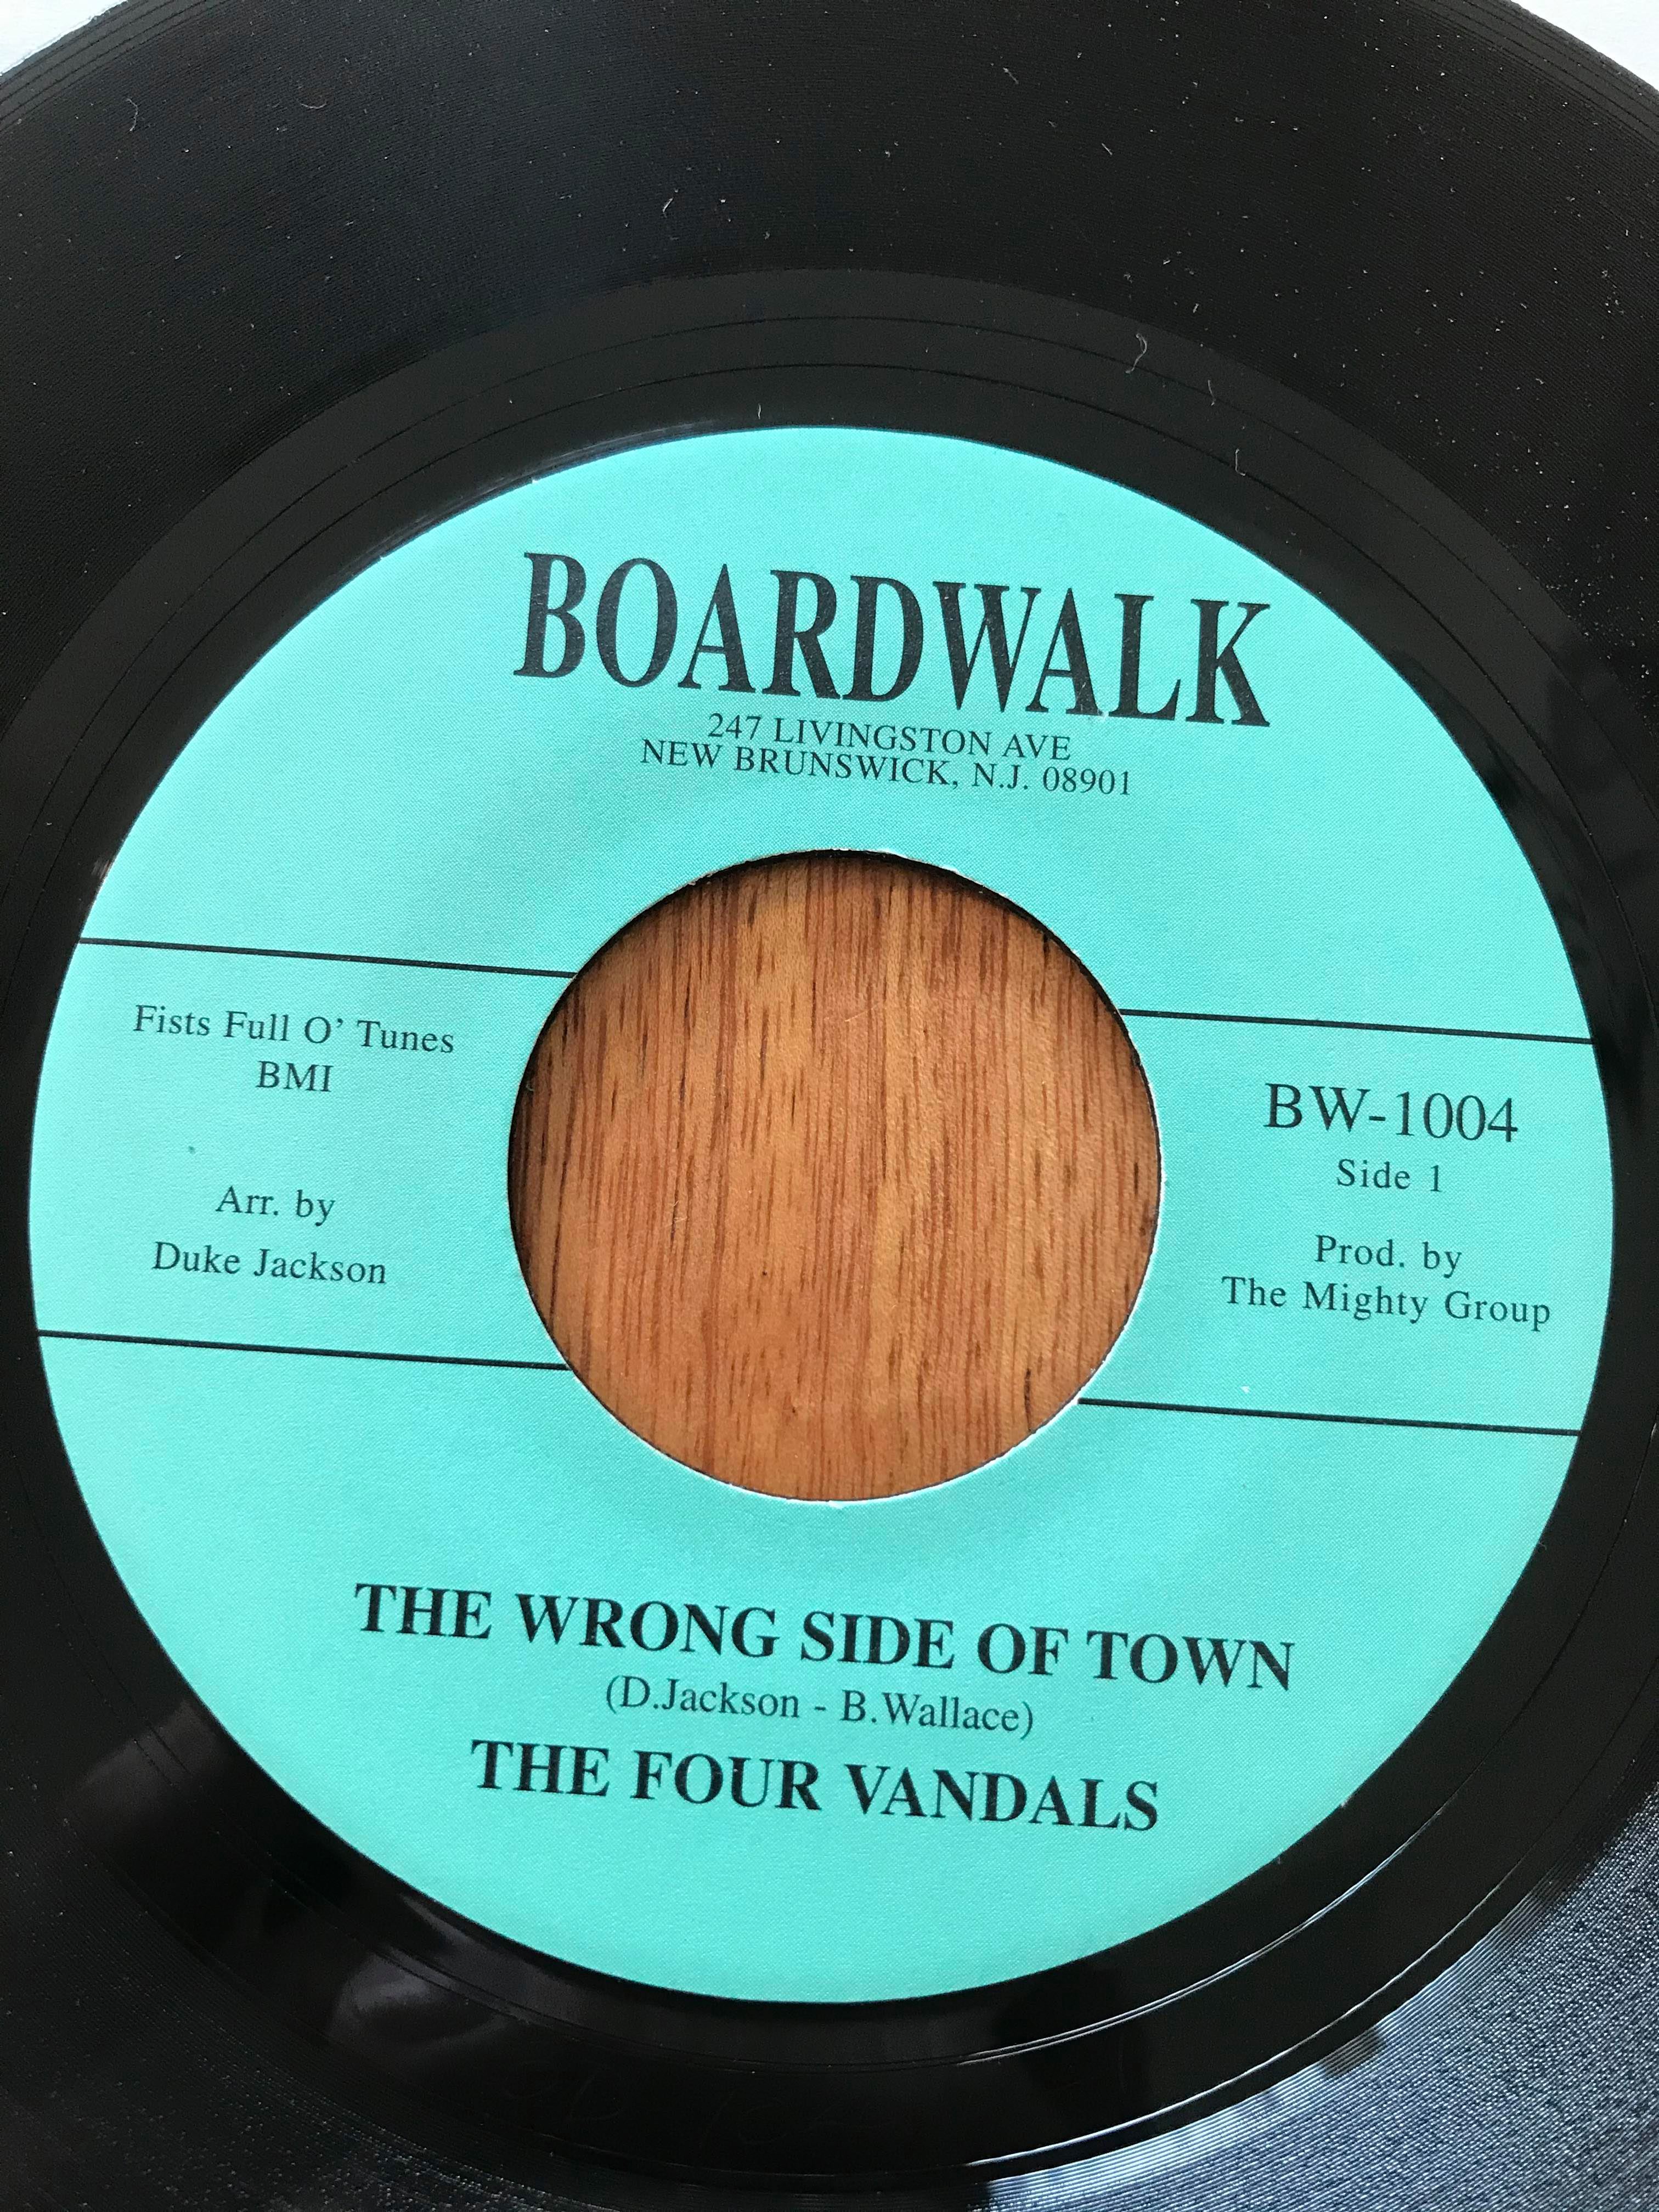 BOARDWALK
247 LIVINGSTON AVE
NEW BRUNSWICK, N.J. 08901
Fists Full O' Tunes
BMI
Arr. by
Duke Jackson
BW-1004
Side 1
Prod. by
The Mighty Group
THE WRONG SIDE OF TOWN
(D.Jackson - B.Wallace)
THE FOUR VANDALS